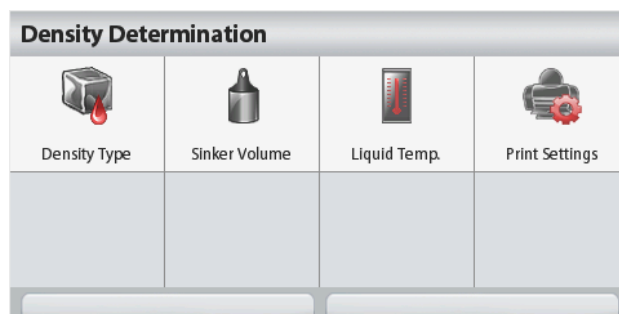 Density Determination
Density Type
Sinker Volume
Liquid Temp.
Print Settings